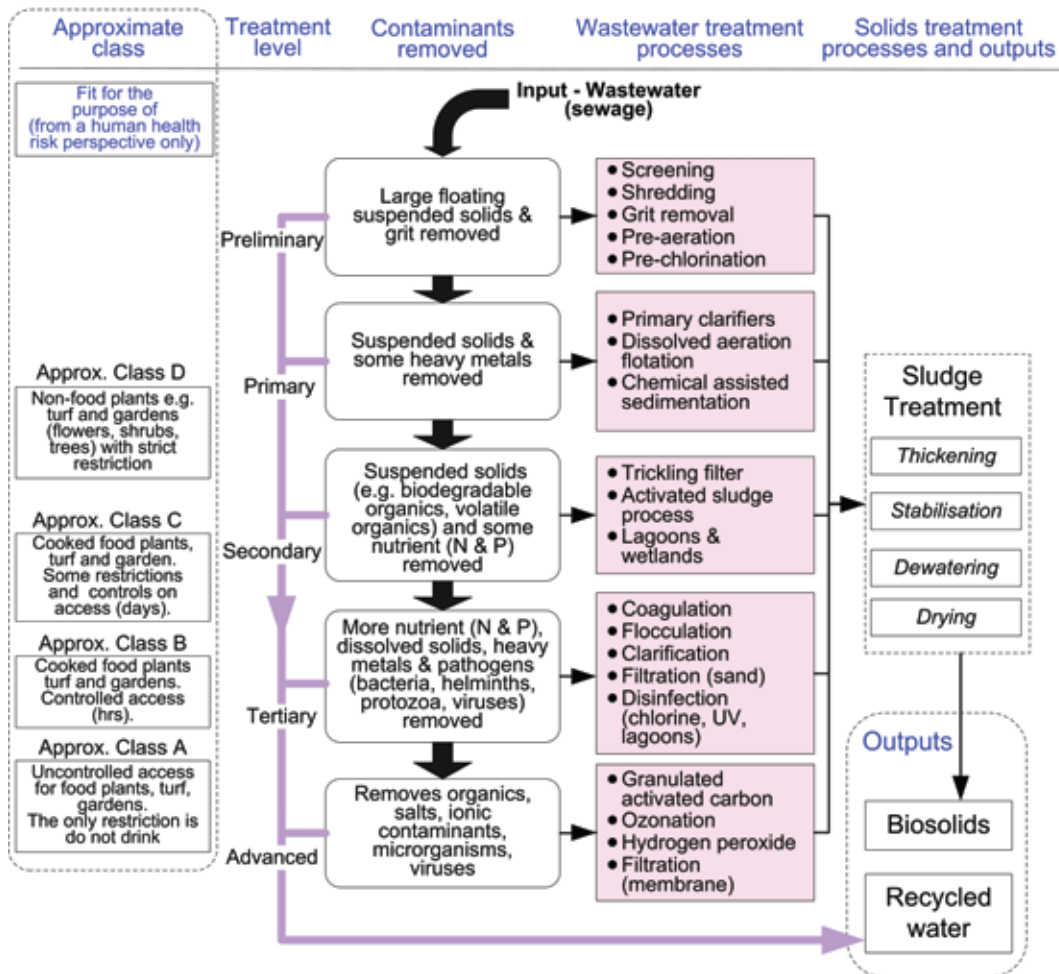 Approximate
class
Treatment
level
Contaminants
removed
Wastewater treatment
processes
Solids treatment
processes and outputs
Fit for the
purpose of
(from a human health
risk perspective only)
Input - Wastewater
(sewage)
Preliminary
Large floating
suspended solids &
grit removed
● Screening
● Shredding
● Grit removal
● Pre-aeration
● Pre-chlorination
Primary
Suspended solids &
some heavy metals
removed
● Primary clarifiers
● Dissolved aeration
flotation
● Chemical assisted
sedimentation
Approx. Class D
Non-food plants e.g.
turf and gardens
(flowers, shrubs,
trees) with strict
restriction
Secondary
Suspended solids
(e.g. biodegradable
organics, volatile
organics) and some
nutrient (N & P)
removed
● Trickling filter
● Activated sludge
process
● Lagoons &
wetlands
Approx. Class C
Cooked food plants,
turf and garden.
Some restrictions
and controls on
access (days).
Approx. Class B
Cooked food plants
turf and gardens.
Controlled access
(hrs).
Tertiary
More nutrient (N & P),
dissolved solids, heavy
metals & pathogens
(bacteria, helminths,
protozoa, viruses)
removed
● Coagulation
● Flocculation
● Clarification
● Filtration (sand)
● Disinfection
(chlorine, UV,
lagoons)
Approx. Class A
Uncontrolled access
for food plants, turf,
gardens.
The only restriction is
do not drink
Advanced
Removes organics,
salts, ionic
contaminants,
microrganisms,
viruses
● Granulated
activated carbon
● Ozonation
● Hydrogen peroxide
● Filtration
(membrane)
Sludge
Treatment
Thickening
Stabilisation
Dewatering
Drying
Outputs
Biosolids
Recycled
water